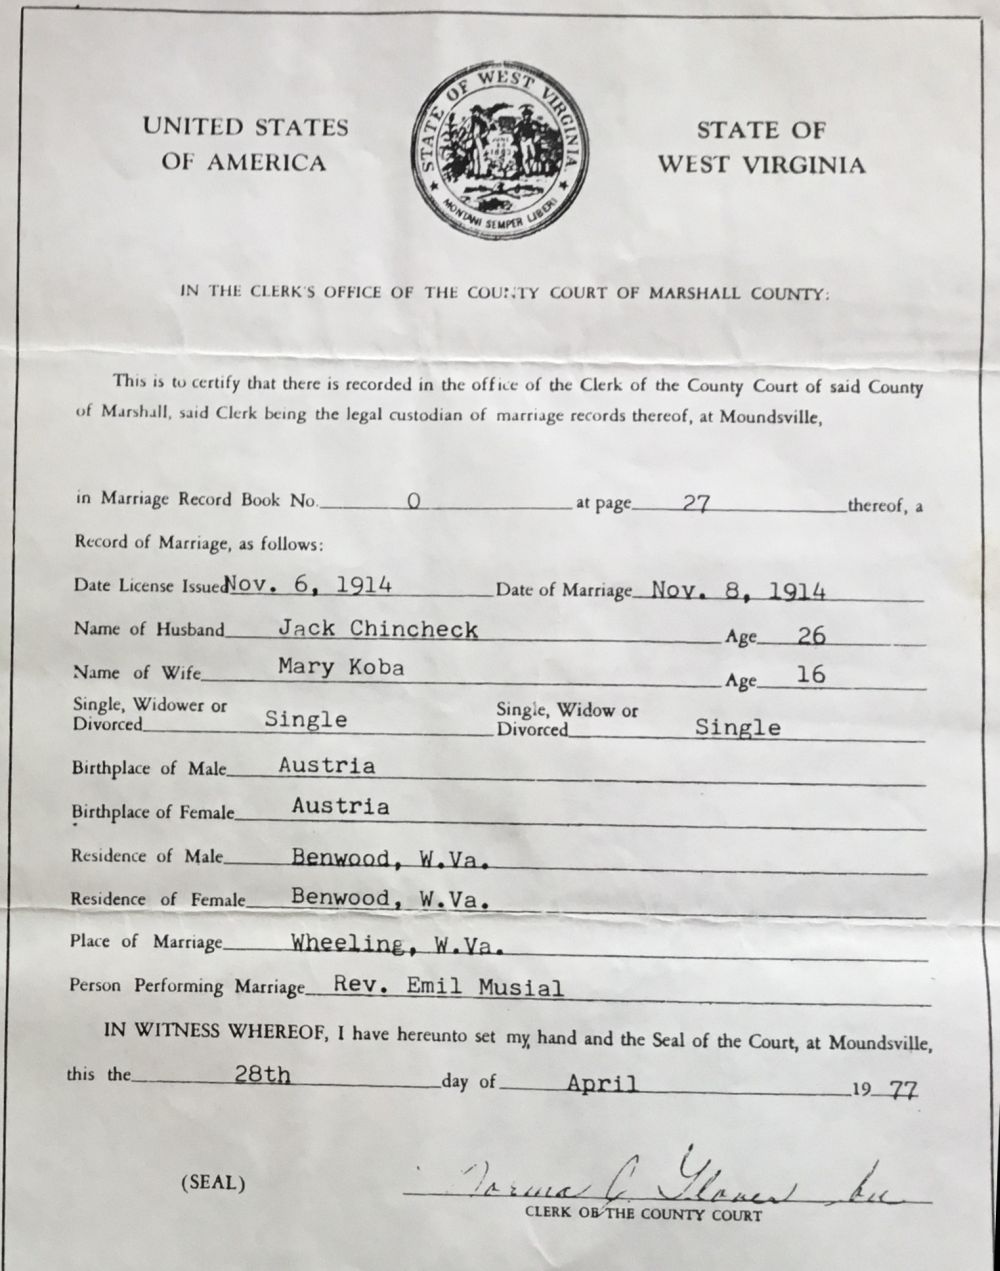 UNITED STATES
OF AMERICA
STATE OF WEST VIRGINIA
MONTANI SEMPER LIBERI
STATE OF
WEST VIRGINIA
IN THE CLERK'S OFFICE OF THE COUNTY COURT OF MARSHALL COUNTY:
This is to certify that there is recorded in the office of the Clerk of the County Court of said County
of Marshall, said Clerk being the legal custodian of marriage records thereof, at Moundsville,
in Marriage Record Book No. O at page 27 thereof, a
Record of Marriage, as follows:
Date License Issued Nov. 6, 1914 Date of Marriage Nov. 8, 1914
Name of Husband Jack Chincheck Age 26
Name of Wife Mary Koba Age 16
Single, Widower or Single, Widow or
Divorced Single Divorced Single
Birthplace of Male Austria
Birthplace of Female Austria
Residence of Male Benwood, W.Va.
Residence of Female Benwood, W.Va.
Place of Marriage Wheeling, W.Va.
Person Performing Marriage Rev. Emil Musial
IN WITNESS WHEREOF, I have hereunto set my hand and the Seal of the Court, at Moundsville,
this the 28th day of April 19 77
(SEAL)
Norma C. Glover
CLERK OF THE COUNTY COURT